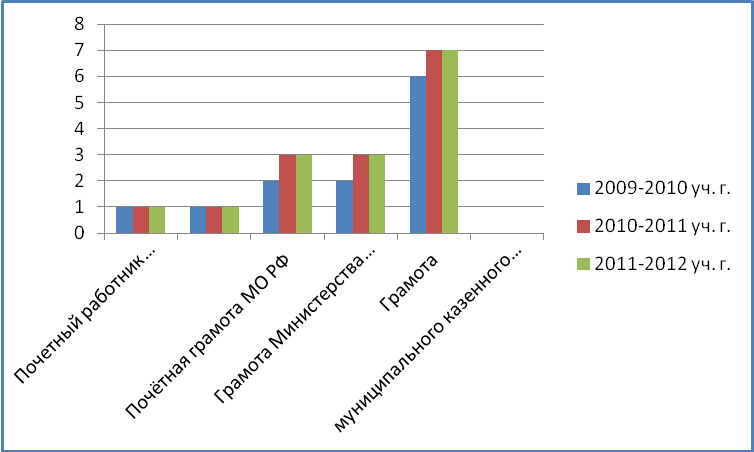 8
7
6
5
4
3
2
1
0
Почетный работник...
Почётная грамота МО РФ
Грамота Министерства...
Грамота
муниципального казенного...
2009-2010 уч. г.
2010-2011 уч. г.
2011-2012 уч. г.